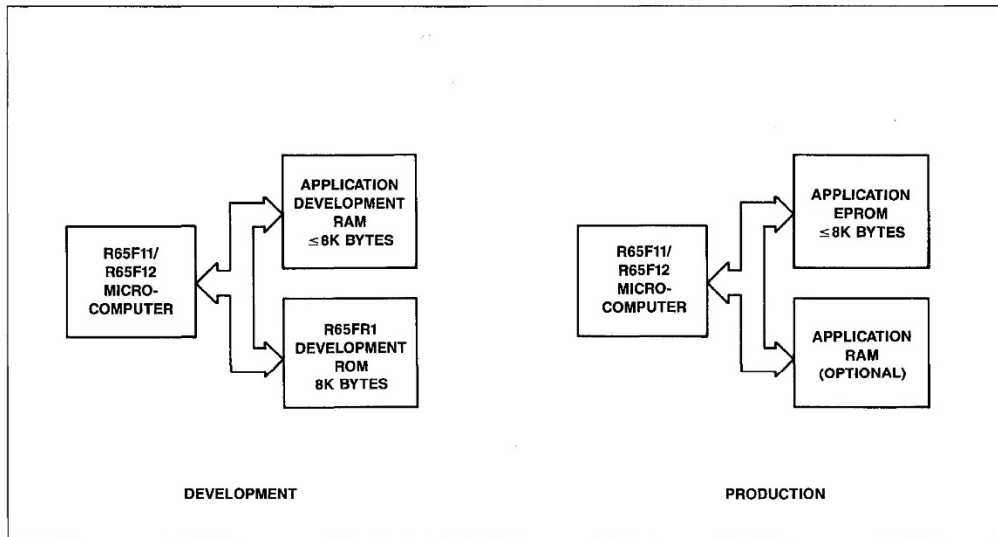 R65F11/
R65F12
MICRO-
COMPUTER
APPLICATION
DEVELOPMENT
RAM
≤8K BYTES
R65FR1
DEVELOPMENT
ROM
8K BYTES
DEVELOPMENT
R65F11/
R65F12
MICRO-
COMPUTER
APPLICATION
EPROM
≤8K BYTES
APPLICATION
RAM
(OPTIONAL)
PRODUCTION